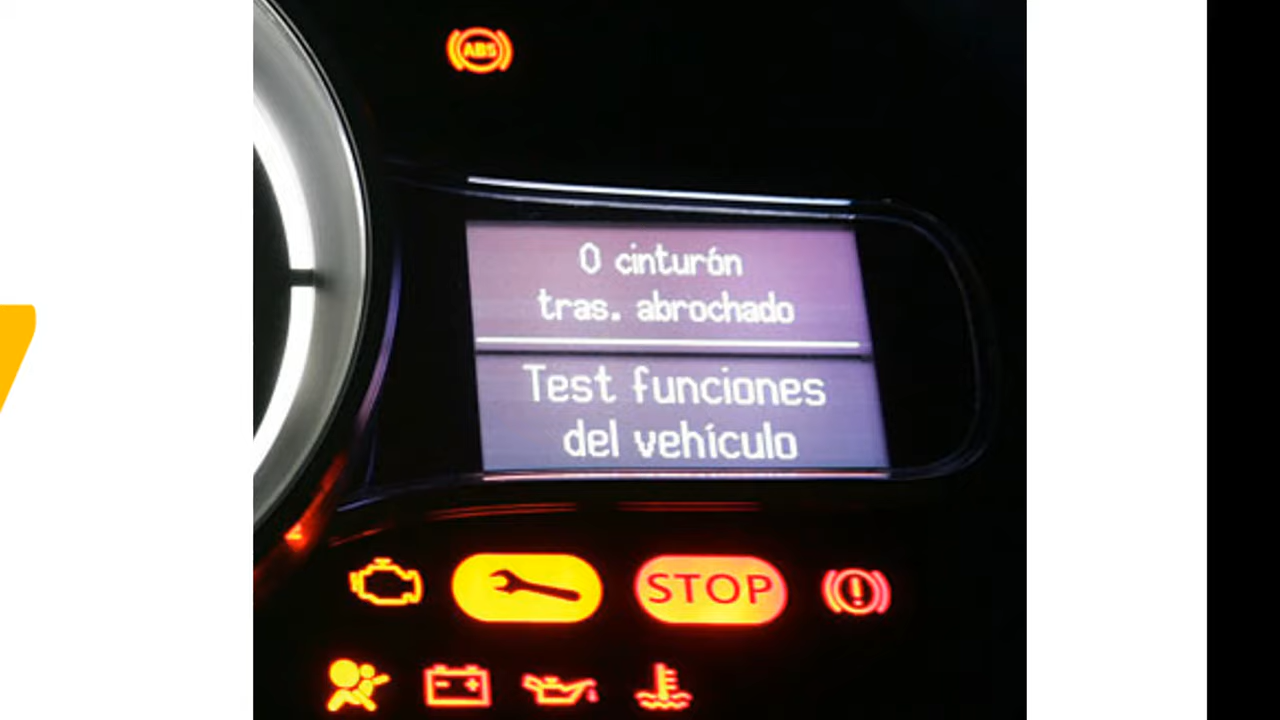 ABS
0 cinturón
tras. abrochado
Test funciones
del vehículo
STOP